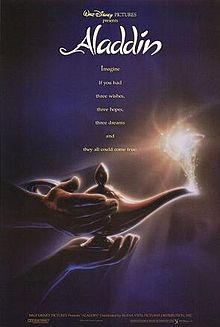 Walt Disney PICTURES
presents
Aladdin
Imagine
If you had
three wishes,
three hopes,
three dreams
and
they all could come true.